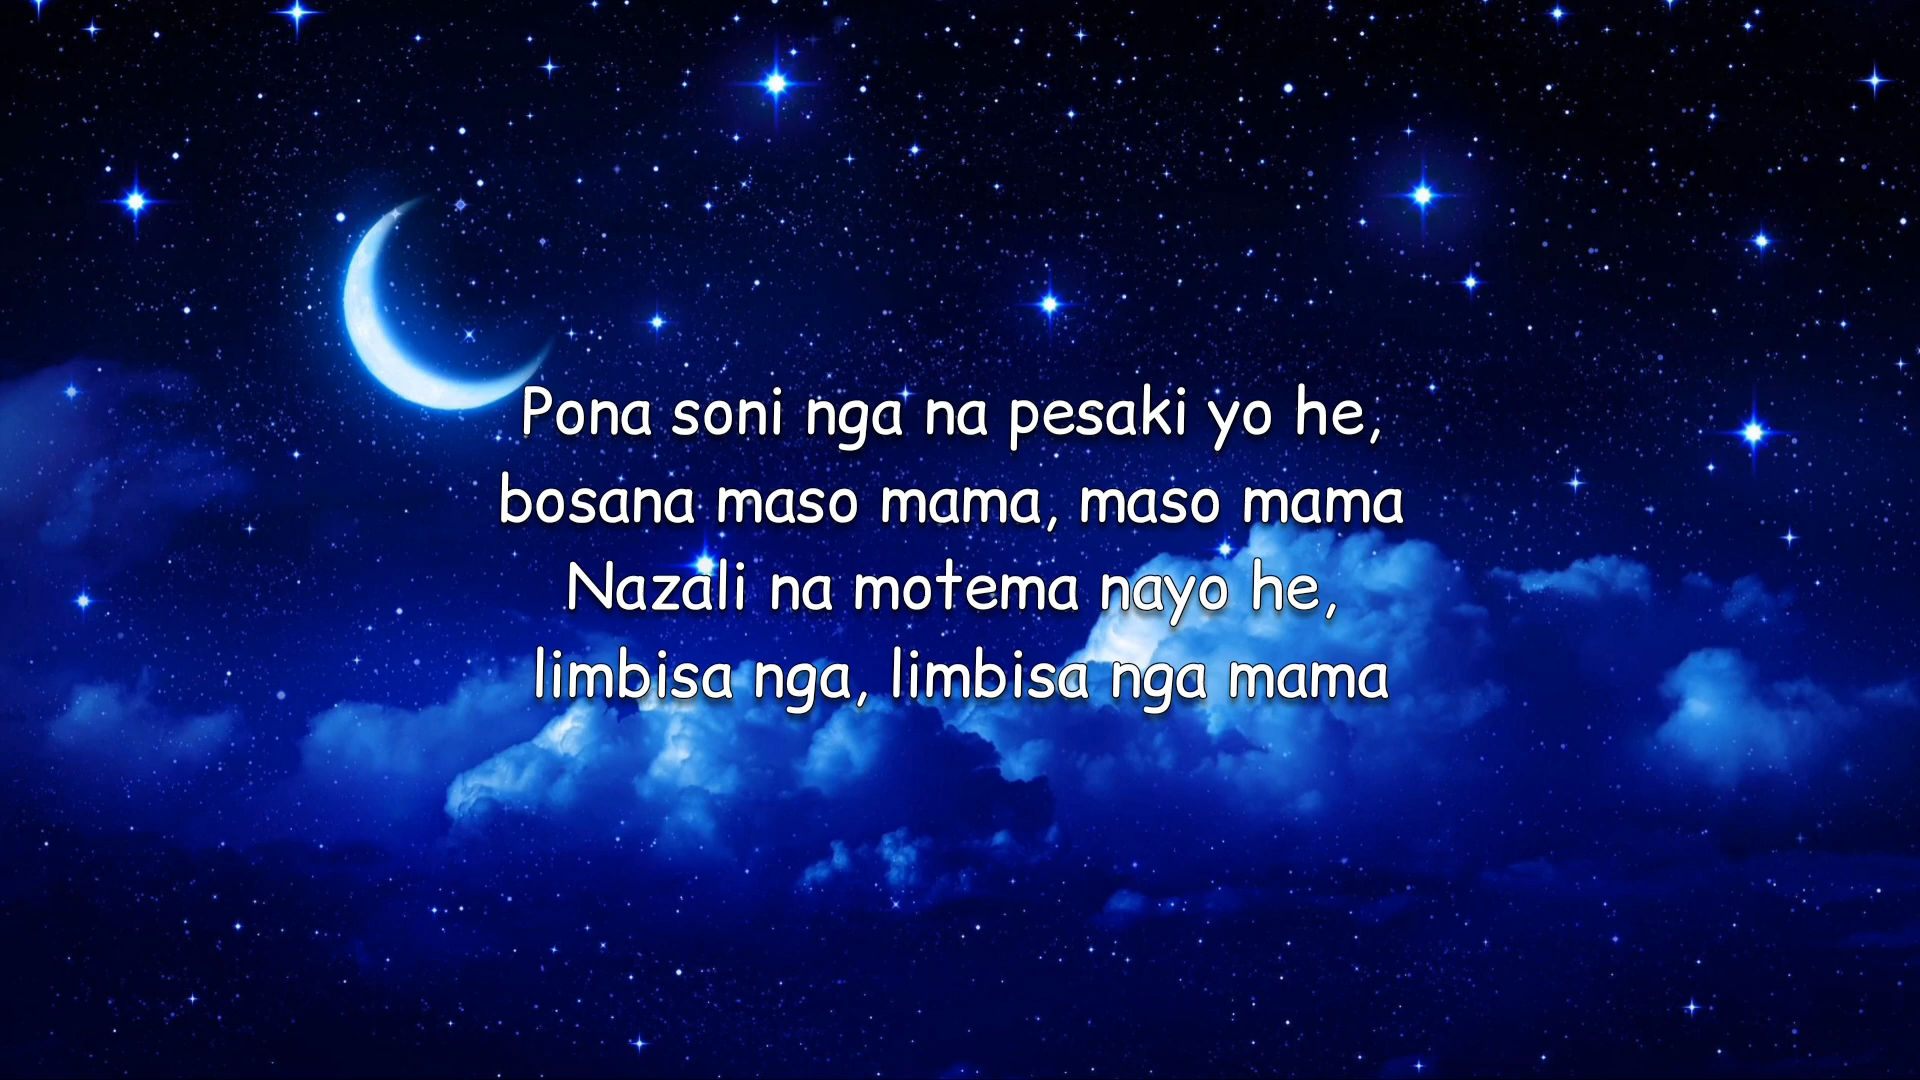 Pona soni nga na pesaki yo he,
bosana maso mama, maso mama
Nazali na motema nayo he,
limbisa nga, limbisa nga mama